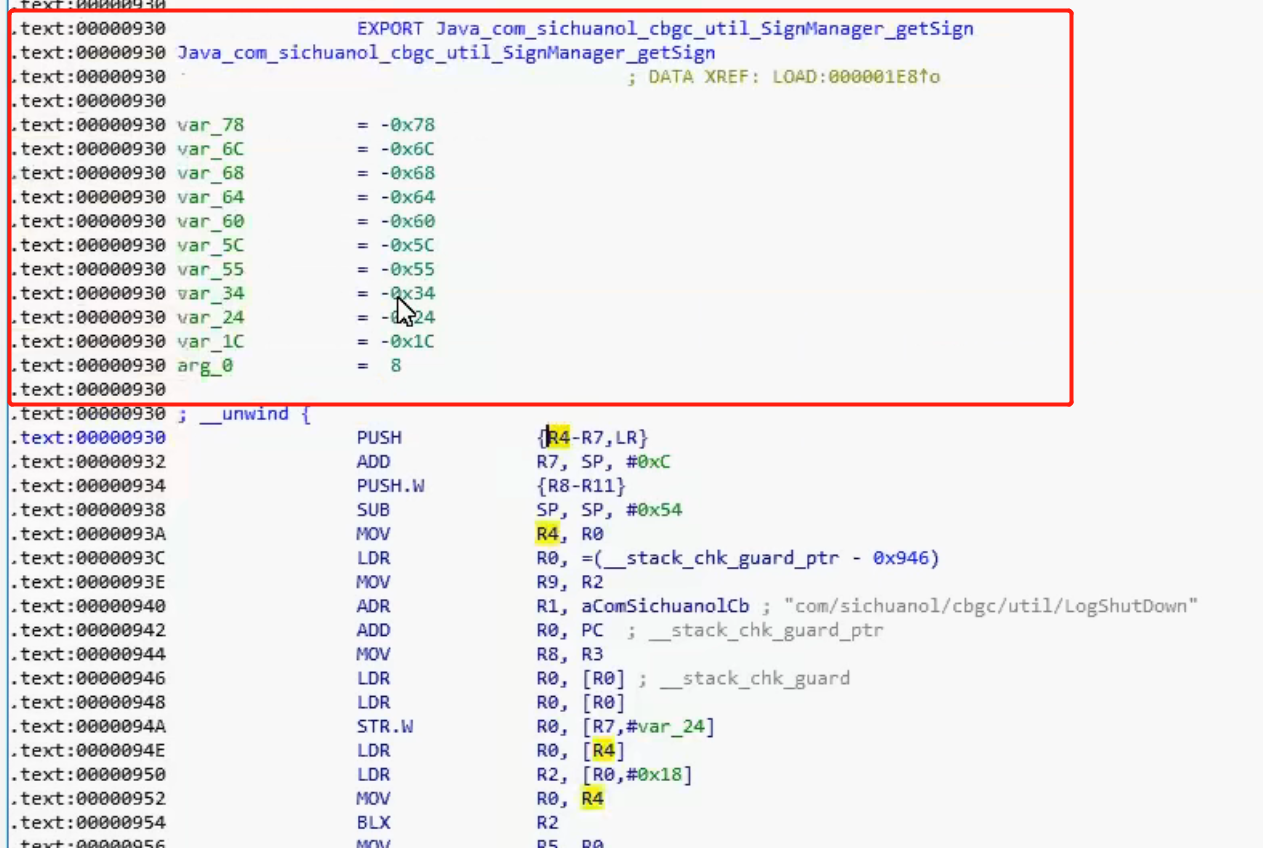 .text:00000930
.text:00000930 EXPORT Java_com_sichuanol_cbgc_util_SignManager_getSign
.text:00000930 Java_com_sichuanol_cbgc_util_SignManager_getSign
.text:00000930 ; DATA XREF: LOAD:000001E8↑o
.text:00000930
.text:00000930 var_78 = -0x78
.text:00000930 var_6C = -0x6C
.text:00000930 var_68 = -0x68
.text:00000930 var_64 = -0x64
.text:00000930 var_60 = -0x60
.text:00000930 var_5C = -0x5C
.text:00000930 var_55 = -0x55
.text:00000930 var_34 = -0x34
.text:00000930 var_24 = -0x24
.text:00000930 var_1C = -0x1C
.text:00000930 arg_0 = 8
.text:00000930
.text:00000930 ; __unwind {
.text:00000930 PUSH {R4-R7,LR}
.text:00000932 ADD R7, SP, #0xC
.text:00000934 PUSH.W {R8-R11}
.text:00000938 SUB SP, SP, #0x54
.text:0000093A MOV R4, R0
.text:0000093C LDR R0, =(__stack_chk_guard_ptr - 0x946)
.text:0000093E MOV R9, R2
.text:00000940 ADR R1, aComSichuanolCb ; "com/sichuanol/cbgc/util/LogShutDown"
.text:00000942 ADD R0, PC ; __stack_chk_guard_ptr
.text:00000944 MOV R8, R3
.text:00000946 LDR R0, [R0] ; __stack_chk_guard
.text:00000948 LDR R0, [R0]
.text:0000094A STR.W R0, [R7,#var_24]
.text:0000094E LDR R0, [R4]
.text:00000950 LDR R2, [R0,#0x18]
.text:00000952 MOV R0, R4
.text:00000954 BLX R2
.text:00000956 MOV R5, R0